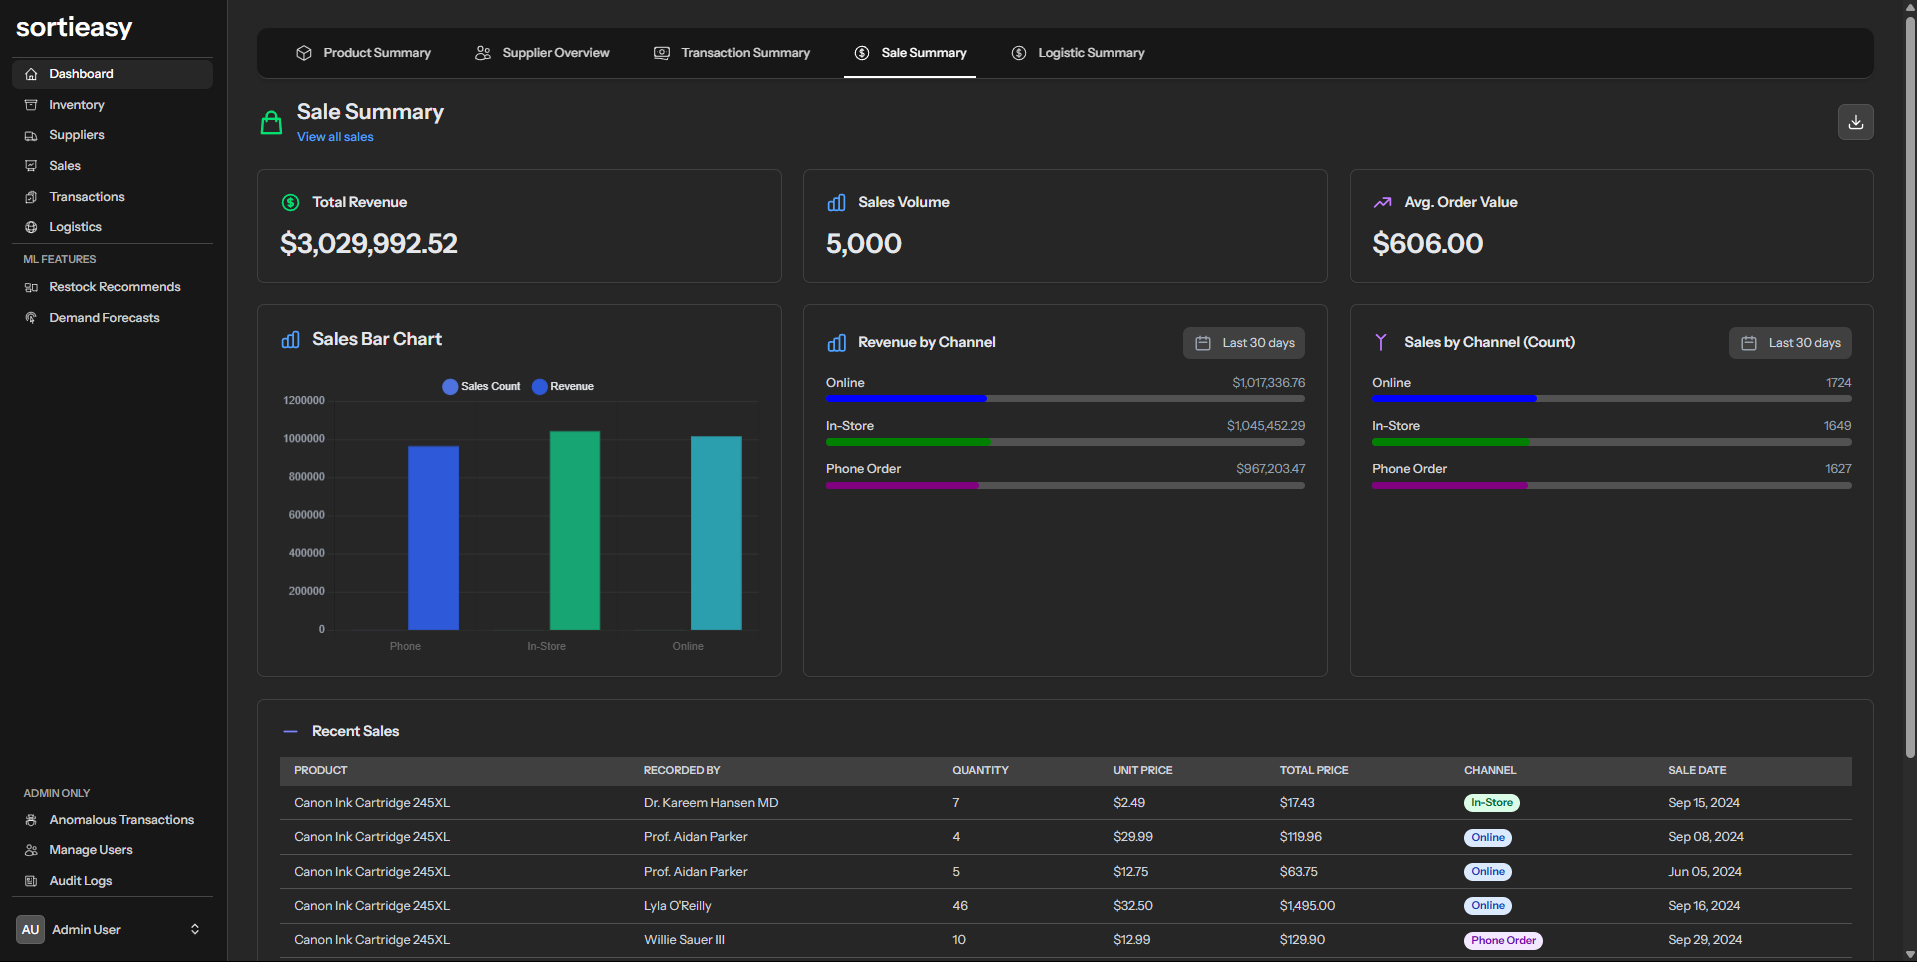 sortieasy
Dashboard
Inventory
Suppliers
Sales
Transactions
Logistics
ML FEATURES
Restock Recommends
Demand Forecasts
ADMIN ONLY
Anomalous Transactions
Manage Users
Audit Logs
AU Admin User
Product Summary Supplier Overview Transaction Summary Sale Summary Logistic Summary
Sale Summary
View all sales
Total Revenue
$3,029,992.52
Sales Volume
5,000
Avg. Order Value
$606.00
Sales Bar Chart
Sales Count Revenue
1200000
1000000
800000
600000
400000
200000
0
Phone In-Store Online
Revenue by Channel Last 30 days
Online $1,017,336.76
In-Store $1,045,452.29
Phone Order $967,203.47
Sales by Channel (Count) Last 30 days
Online 1724
In-Store 1649
Phone Order 1627
Recent Sales
PRODUCT RECORDED BY QUANTITY UNIT PRICE TOTAL PRICE CHANNEL SALE DATE
Canon Ink Cartridge 245XL Dr. Kareem Hansen MD 7 $2.49 $17.43 In-Store Sep 15, 2024
Canon Ink Cartridge 245XL Prof. Aidan Parker 4 $29.99 $119.96 Online Sep 08, 2024
Canon Ink Cartridge 245XL Prof. Aidan Parker 5 $12.75 $63.75 Online Jun 05, 2024
Canon Ink Cartridge 245XL Lyla O'Reilly 46 $32.50 $1,495.00 Online Sep 16, 2024
Canon Ink Cartridge 245XL Willie Sauer III 10 $12.99 $129.90 Phone Order Sep 29, 2024